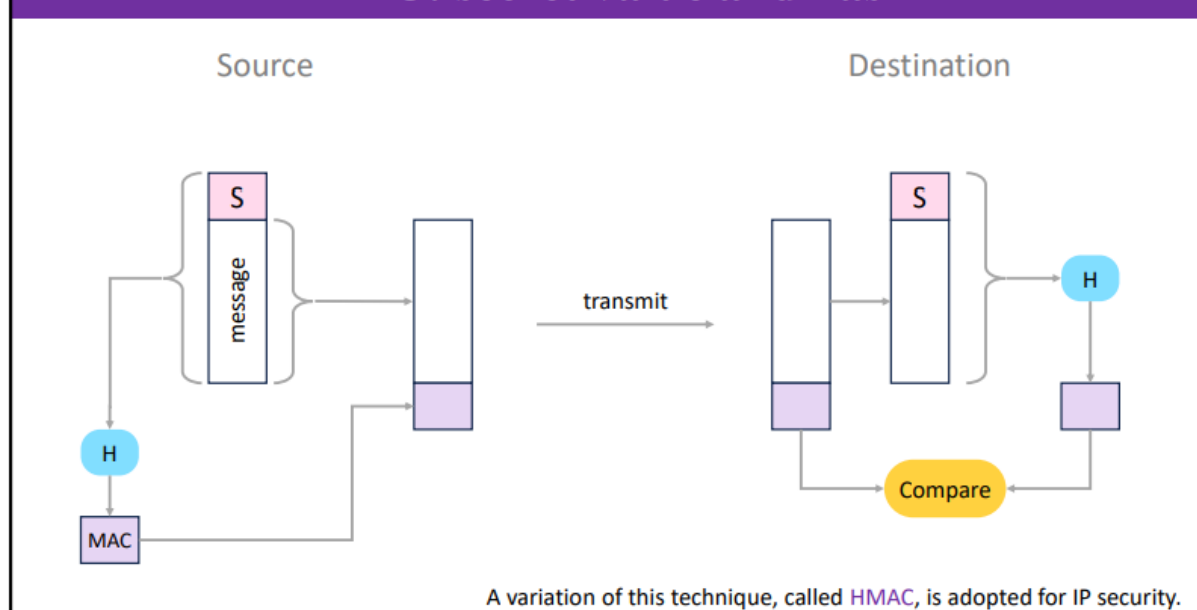 Source
Destination
S
S
message
H
transmit
H
MAC
Compare
A variation of this technique, called HMAC, is adopted for IP security.